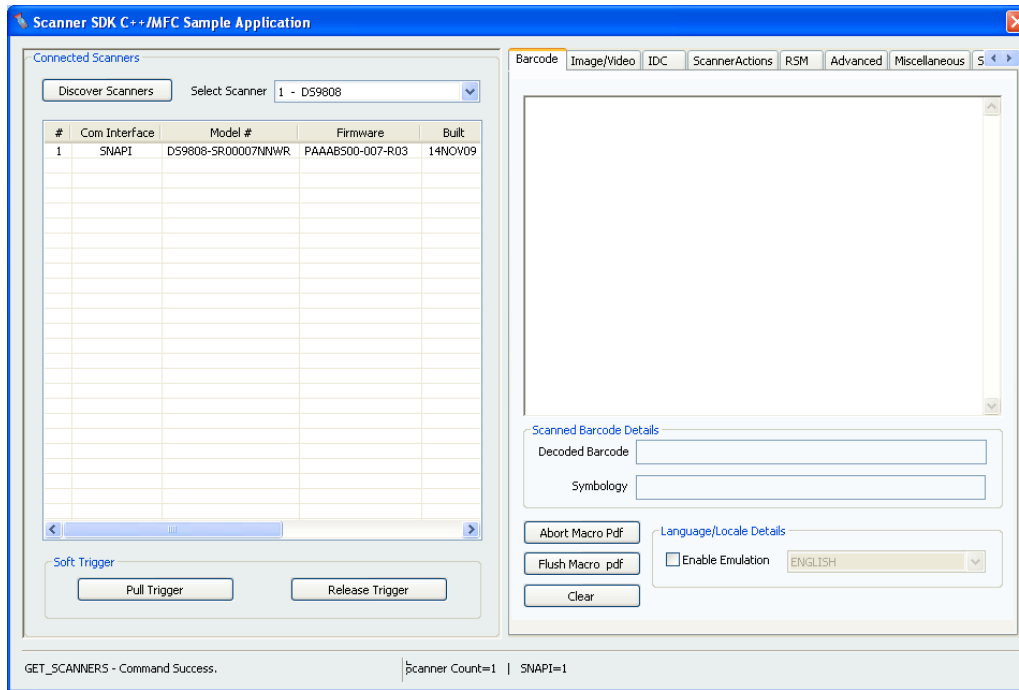 Scanner SDK C++/MFC Sample Application
Connected Scanners
Discover Scanners
Select Scanner
1 - DS9808
# Com Interface Model # Firmware Built
1 SNAPI DS9808-SR00007NNWR PAAABS00-007-R03 14NOV09
Soft Trigger
Pull Trigger
Release Trigger
Barcode Image/Video IDC ScannerActions RSM Advanced Miscellaneous S
Scanned Barcode Details
Decoded Barcode
Symbology
Abort Macro Pdf
Flush Macro pdf
Clear
Language/Locale Details
Enable Emulation
ENGLISH
GET_SCANNERS - Command Success.
Scanner Count=1 | SNAPI=1